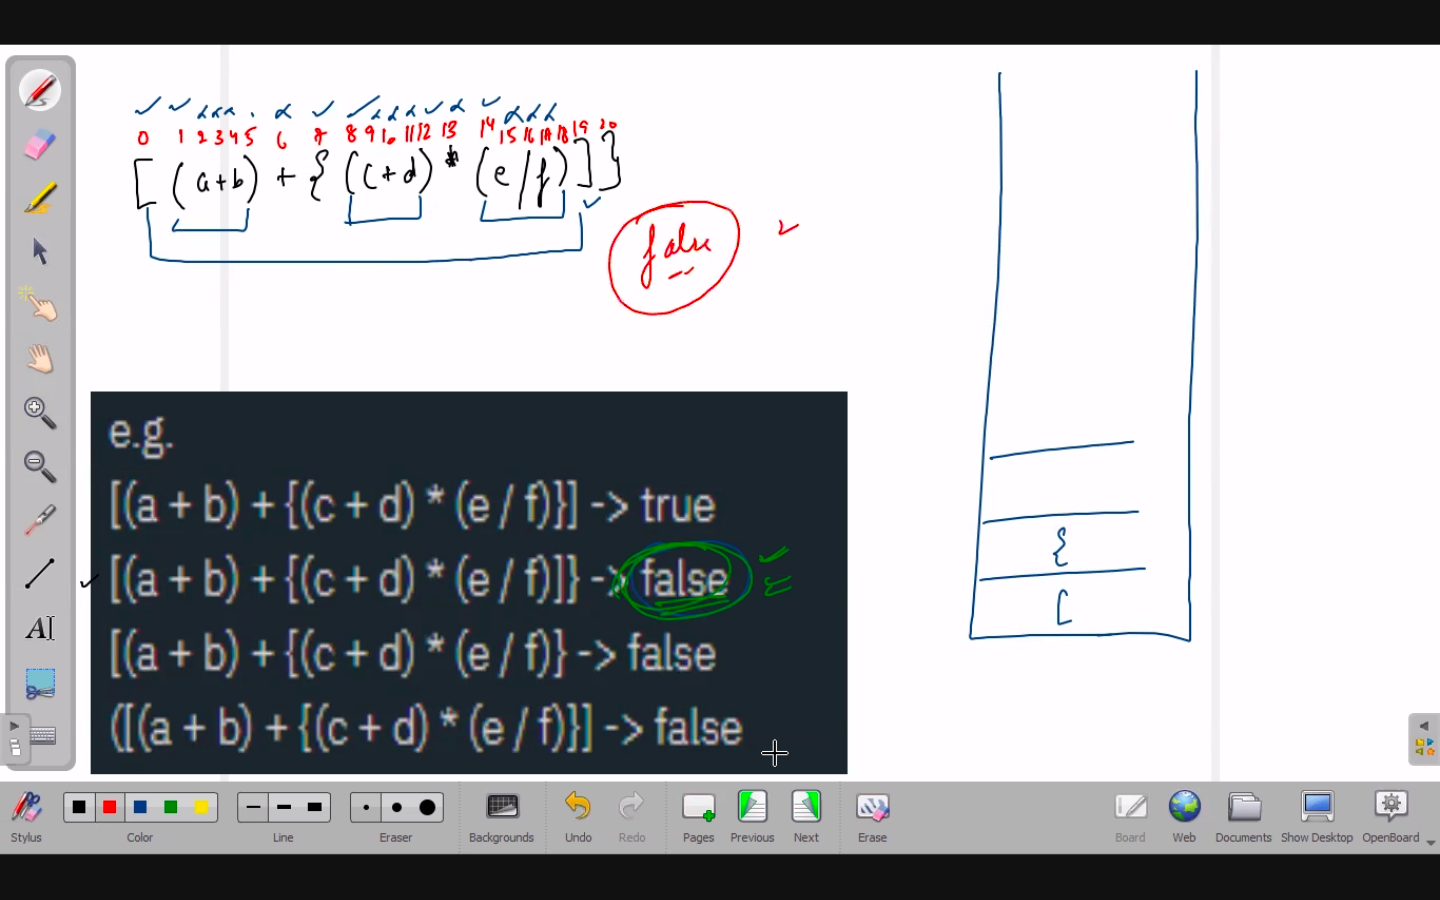 0 1 2 3 4 5 6 7 8 9 10 11 12 13 14 15 16 17 18 19 20
[ (a+b) + { (c+d) * (e/f) ] }
false
e.g.
[(a + b) + {(c + d) * (e / f)}] -> true
[(a + b) + {(c + d) * (e / f)]} -> false
[(a + b) + {(c + d) * (e / f)} -> false
([(a + b) + {(c + d) * (e / f)}] -> false
{
[
A
Stylus
Color
Line
Eraser
Backgrounds
Undo
Redo
Pages
Previous
Next
Erase
Board
Web
Documents
Show Desktop
OpenBoard